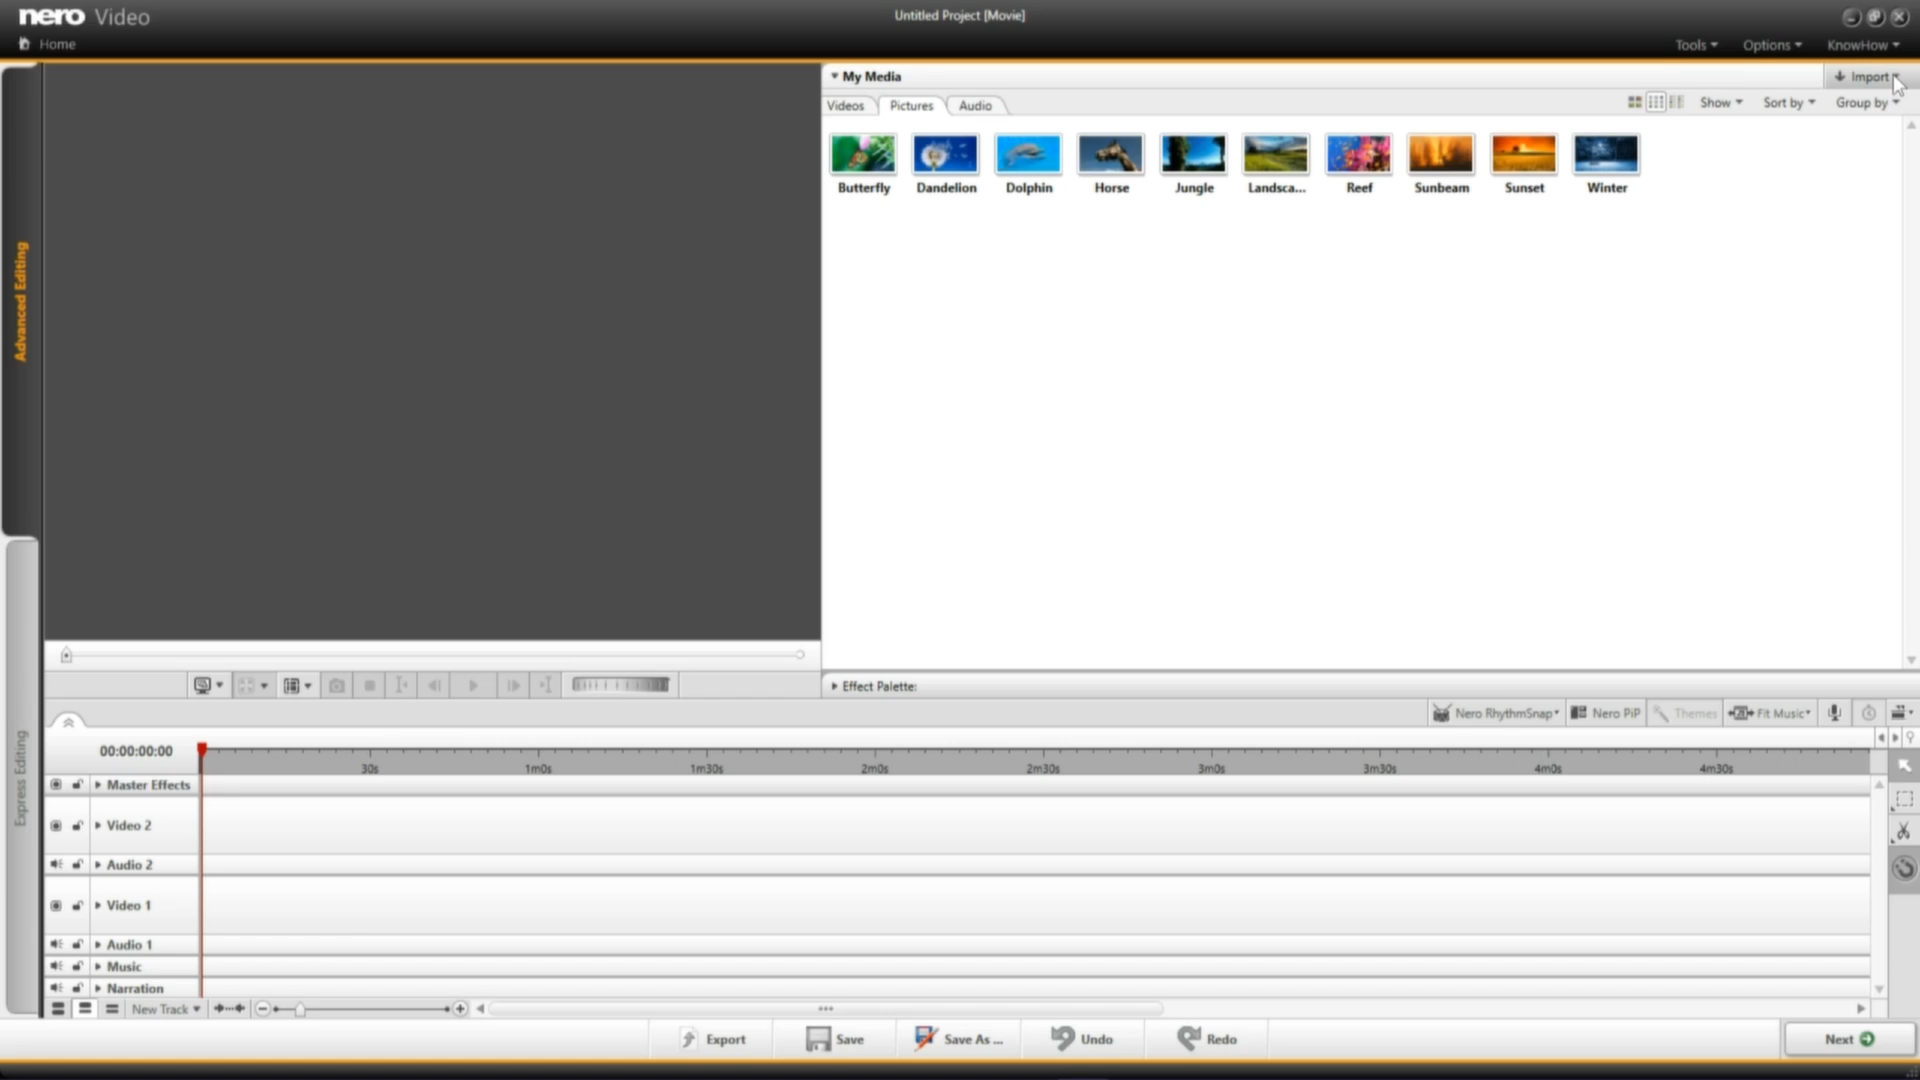 nero Video
Untitled Project [Movie]
Home
Tools
Options
KnowHow
My Media
Import
Videos
Pictures
Audio
Show
Sort by
Group by
Butterfly
Dandelion
Dolphin
Horse
Jungle
Landsca...
Reef
Sunbeam
Sunset
Winter
Advanced Editing
Express Editing
Effect Palette:
Nero RhythmSnap
Nero PiP
Themes
Fit Music
00:00:00:00
30s
1m0s
1m30s
2m0s
2m30s
3m0s
3m30s
4m0s
4m30s
Master Effects
Video 2
Audio 2
Video 1
Audio 1
Music
Narration
New Track
Export
Save
Save As ...
Undo
Redo
Next